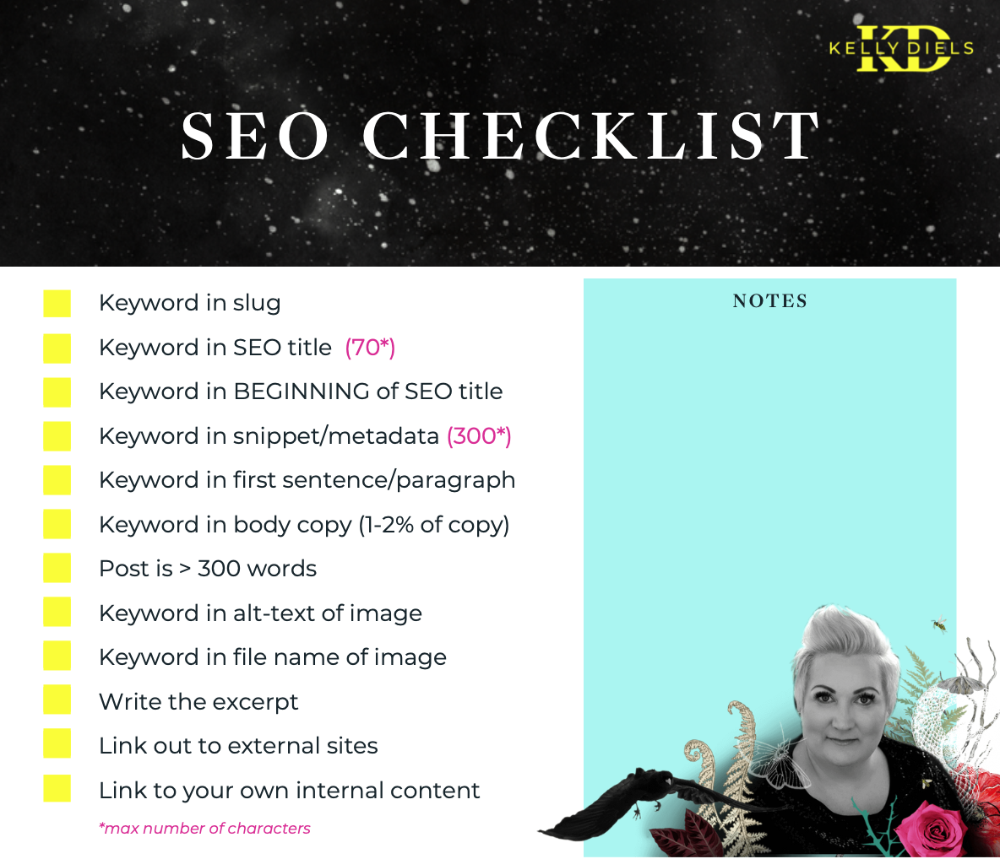 KD
KELLY DIELS
SEO CHECKLIST
Keyword in slug
Keyword in SEO title (70*)
Keyword in BEGINNING of SEO title
Keyword in snippet/metadata (300*)
Keyword in first sentence/paragraph
Keyword in body copy (1-2% of copy)
Post is > 300 words
Keyword in alt-text of image
Keyword in file name of image
Write the excerpt
Link out to external sites
Link to your own internal content
*max number of characters
NOTES